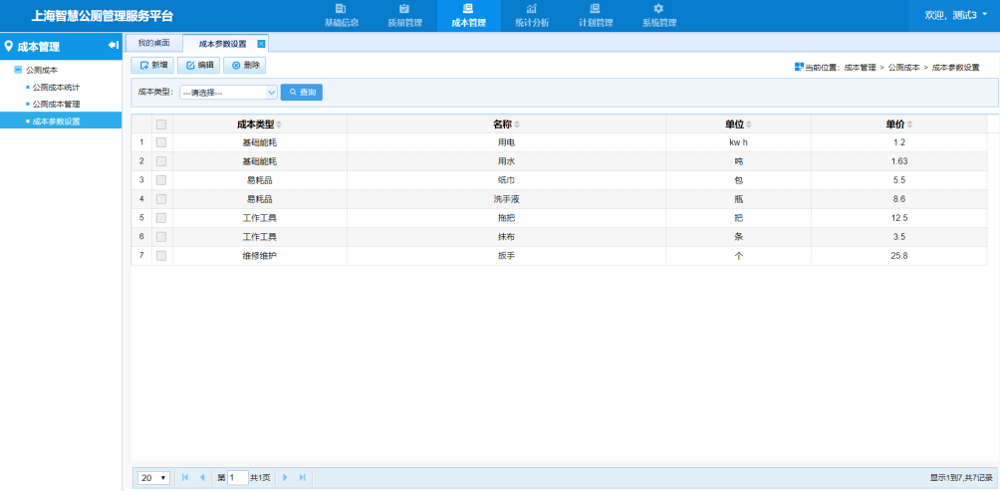 上海智慧公厕管理服务平台
基础信息 质量管理 成本管理 统计分析 计划管理 系统管理
欢迎, 测试3
成本管理
公厕成本
公厕成本统计
公厕成本管理
成本参数设置
我的桌面 成本参数设置
新增 编辑 删除
当前位置: 成本管理 > 公厕成本 > 成本参数设置
成本类型: ---请选择--- 查询
成本类型 名称 单位 单价
1 基础能耗 用电 kw·h 1.2
2 基础能耗 用水 吨 1.63
3 易耗品 纸巾 包 5.5
4 易耗品 洗手液 瓶 8.6
5 工作工具 拖把 把 12.5
6 工作工具 抹布 条 3.5
7 维修维护 扳手 个 25.8
20 第 1 共1页 显示1到7,共7记录